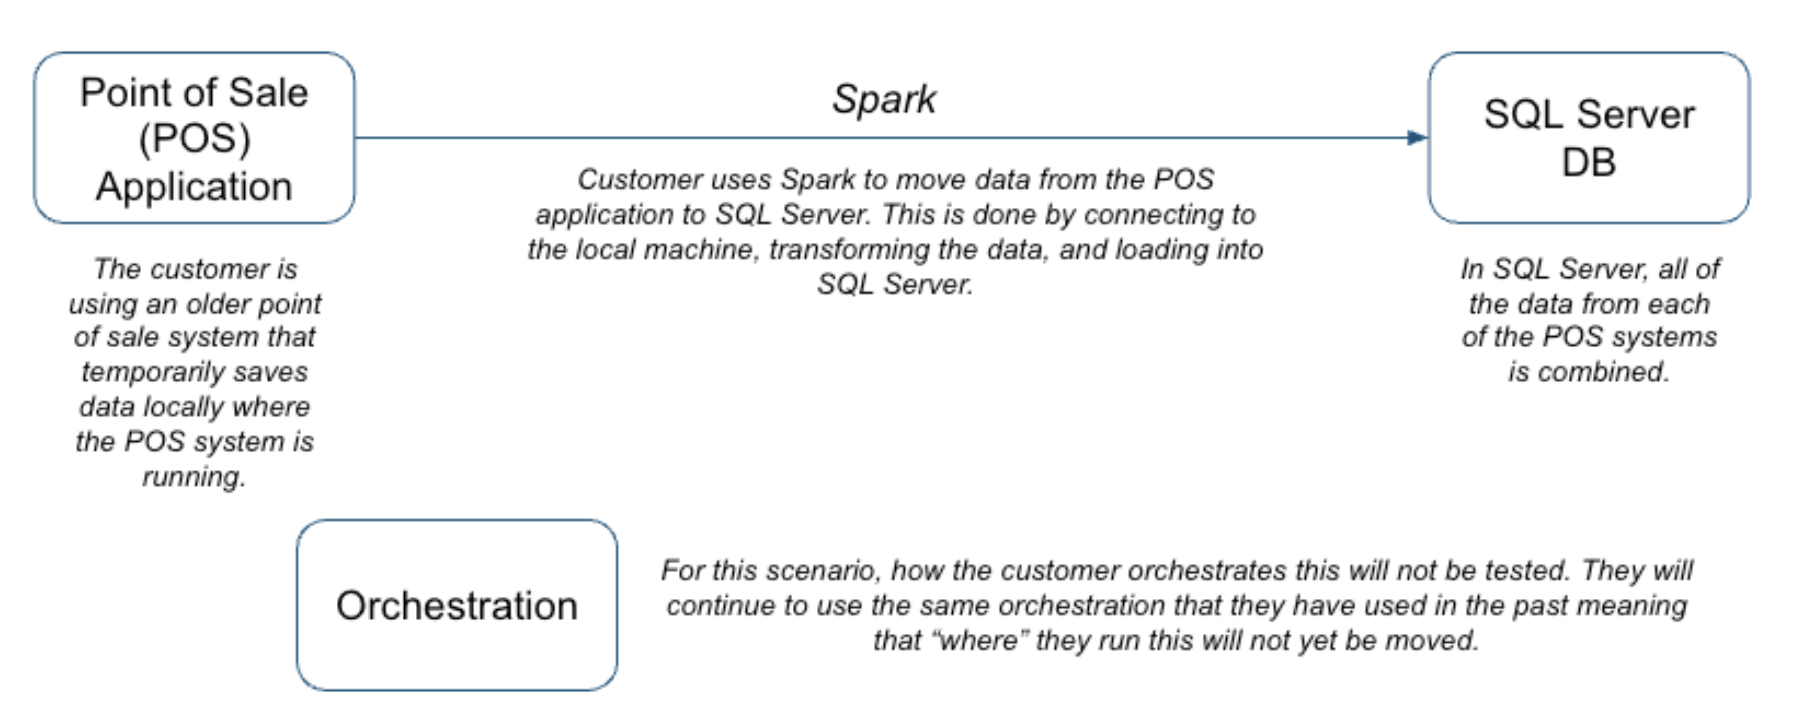 Point of Sale
(POS)
Application
Spark
SQL Server
DB
Customer uses Spark to move data from the POS
application to SQL Server. This is done by connecting to
the local machine, transforming the data, and loading into
SQL Server.
The customer is
using an older point
of sale system that
temporarily saves
data locally where
the POS system is
running.
In SQL Server, all of
the data from each
of the POS systems
is combined.
Orchestration
For this scenario, how the customer orchestrates this will not be tested. They will
continue to use the same orchestration that they have used in the past meaning
that “where” they run this will not yet be moved.